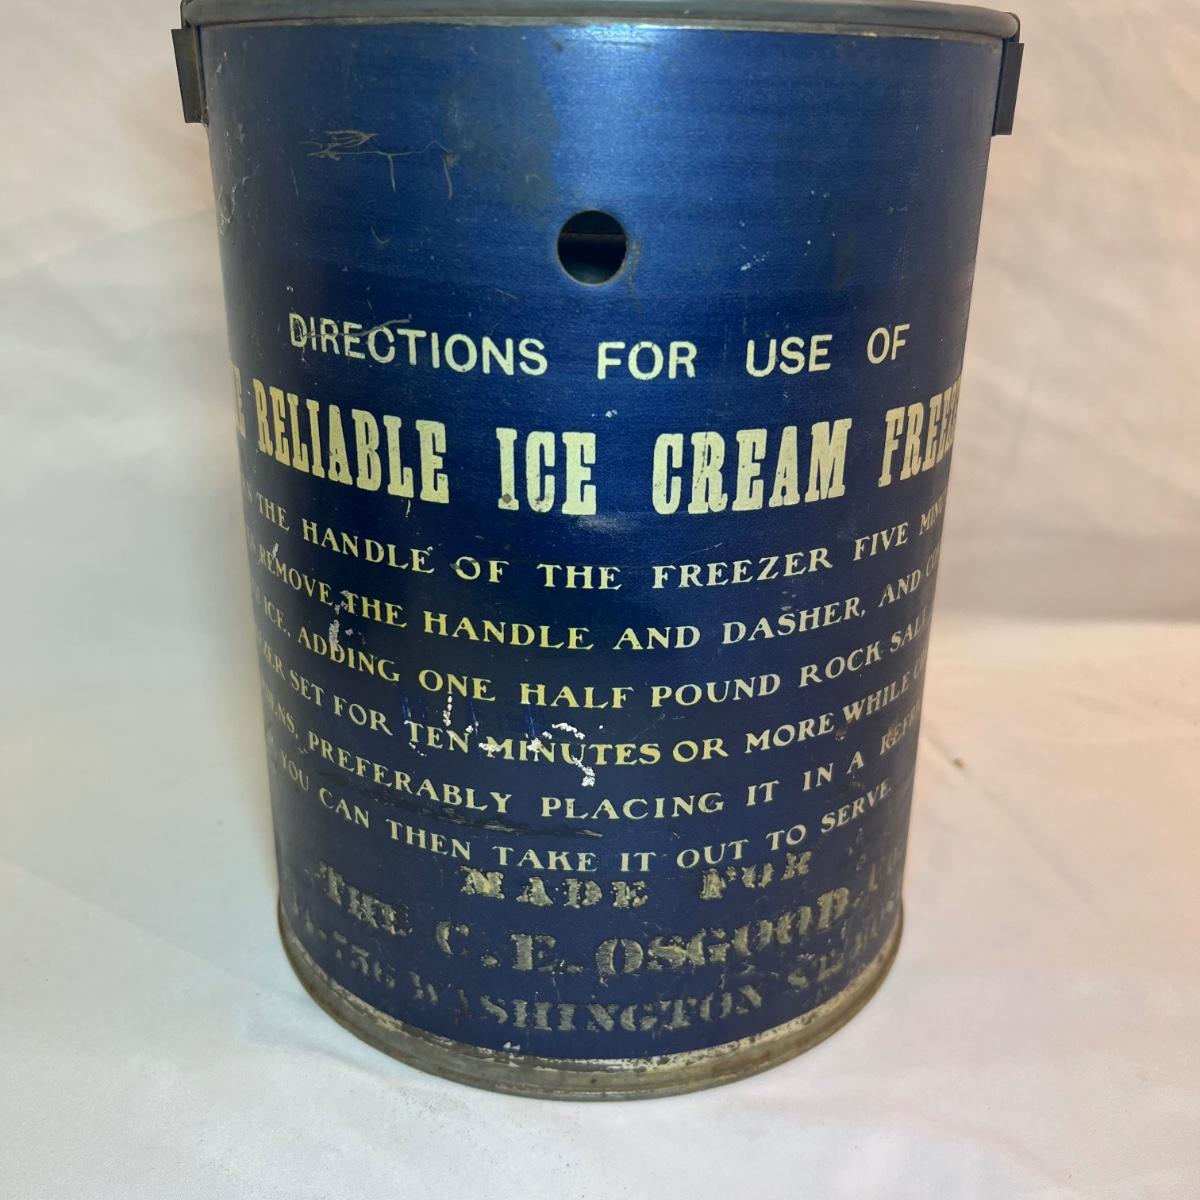 DIRECTIONS FOR USE OF
RELIABLE ICE CREAM
THE HANDLE OF THE FREEZER FIVE
REMOVE THE HANDLE AND DASHER, AND
ICE, ADDING ONE HALF POUND ROCK SALT
SET FOR TEN MINUTES OR MORE WHILE
PREFERABLY PLACING IT IN A
YOU CAN THEN TAKE IT OUT TO SERVE.
MADE FOR
THE C. E. OSGOOD
WASHINGTON ST.